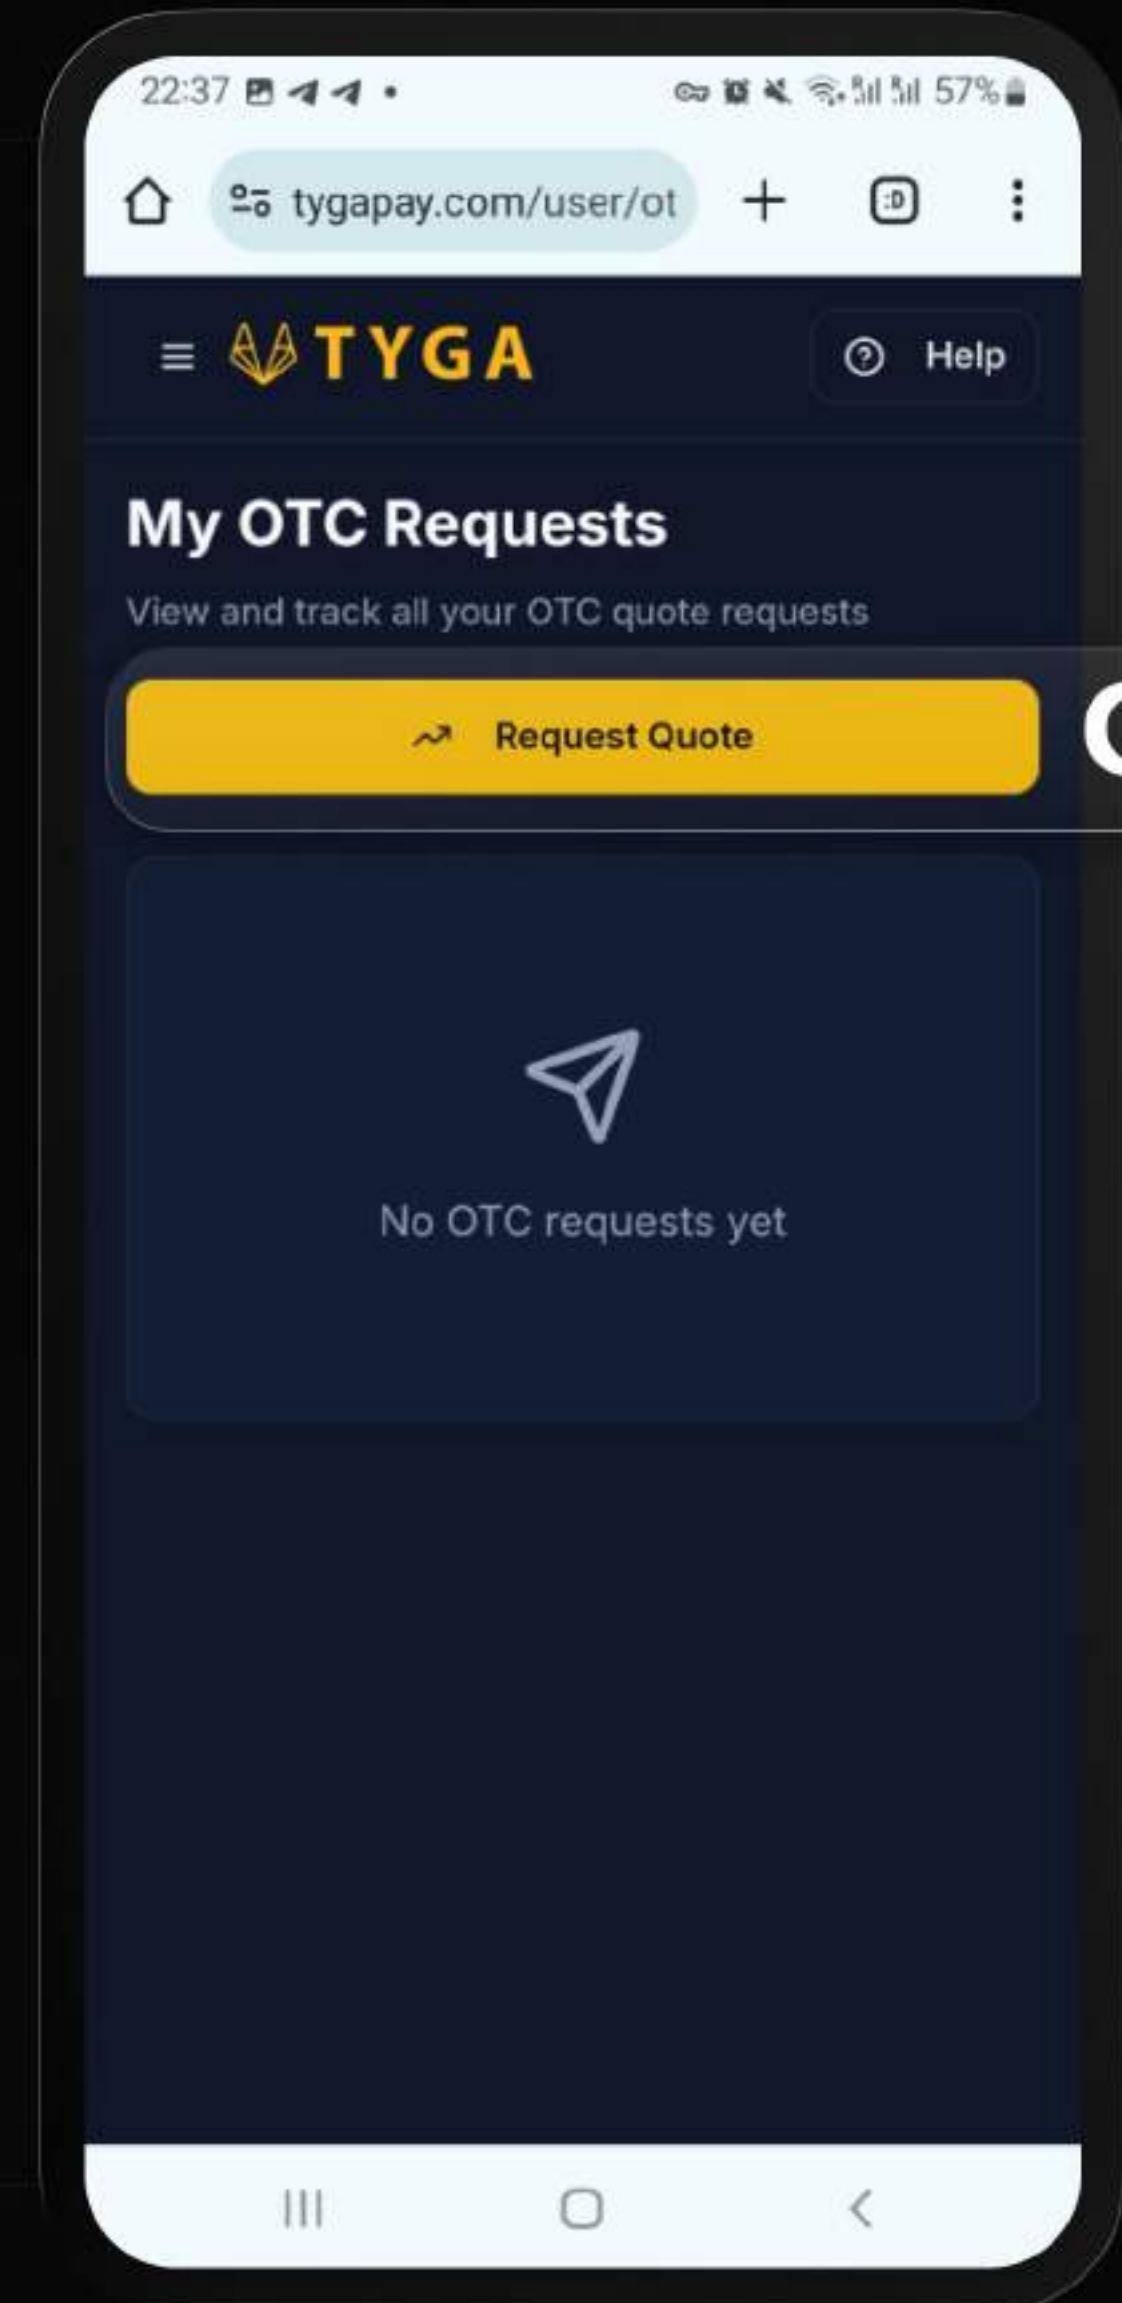 22:37 57%
tygapay.com/user/ot :D
TYGA Help
My OTC Requests
View and track all your OTC quote requests
Request Quote
No OTC requests yet